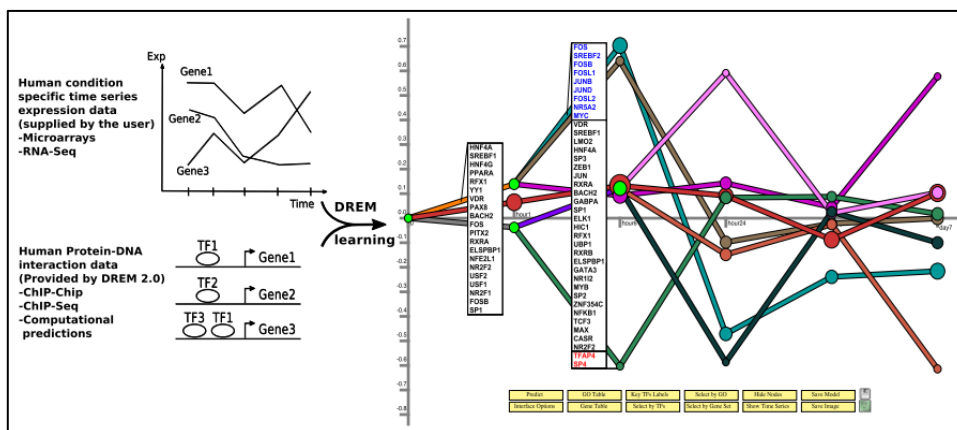 Exp
Gene1
Gene2
Gene3
Time
Human condition
specific time series
expression data
(supplied by the user)
-Microarrays
-RNA-Seq
Human Protein-DNA
interaction data
(Provided by DREM 2.0)
-ChIP-Chip
-ChIP-Seq
-Computational
predictions
TF1
Gene1
TF2
Gene2
TF3 TF1
Gene3
DREM
learning
0.7
0.6
0.5
0.4
0.3
0.2
0.1
0.0
-0.1
-0.2
-0.3
-0.4
-0.5
-0.6
-0.7
-0.8
HNF4A
SREBF1
HNF4G
PPARA
RFX1
YY1
VDR
PAX6
BACH2
FOS
PITX2
RXRA
ELSPBP1
NFE2L1
NR2F2
USF2
USF1
NR2F1
FOSB
SP1
hour1
FOS
SREBF2
FOSB
FOSL1
JUNB
JUND
FOSL2
NR5A2
MYC
VDR
SREBF1
LMO2
HNF4A
SP3
ZEB1
JUN
RXRA
BACH2
GABPA
SP1
ELK1
HIC1
RFX1
UBP1
RXRB
ELSPBP1
GATA3
NR1I2
MYB
SP2
ZNF354C
NFKB1
TCF3
MAX
CASR
NR2F2
TFAP4
SP4
hour24
day7
Predict GO Table Key TFs Labels Select by GO Hide Nodes Save Model
Interface Options Gene Table Select by TFs Select by Gene Set Show Time Series Save Image